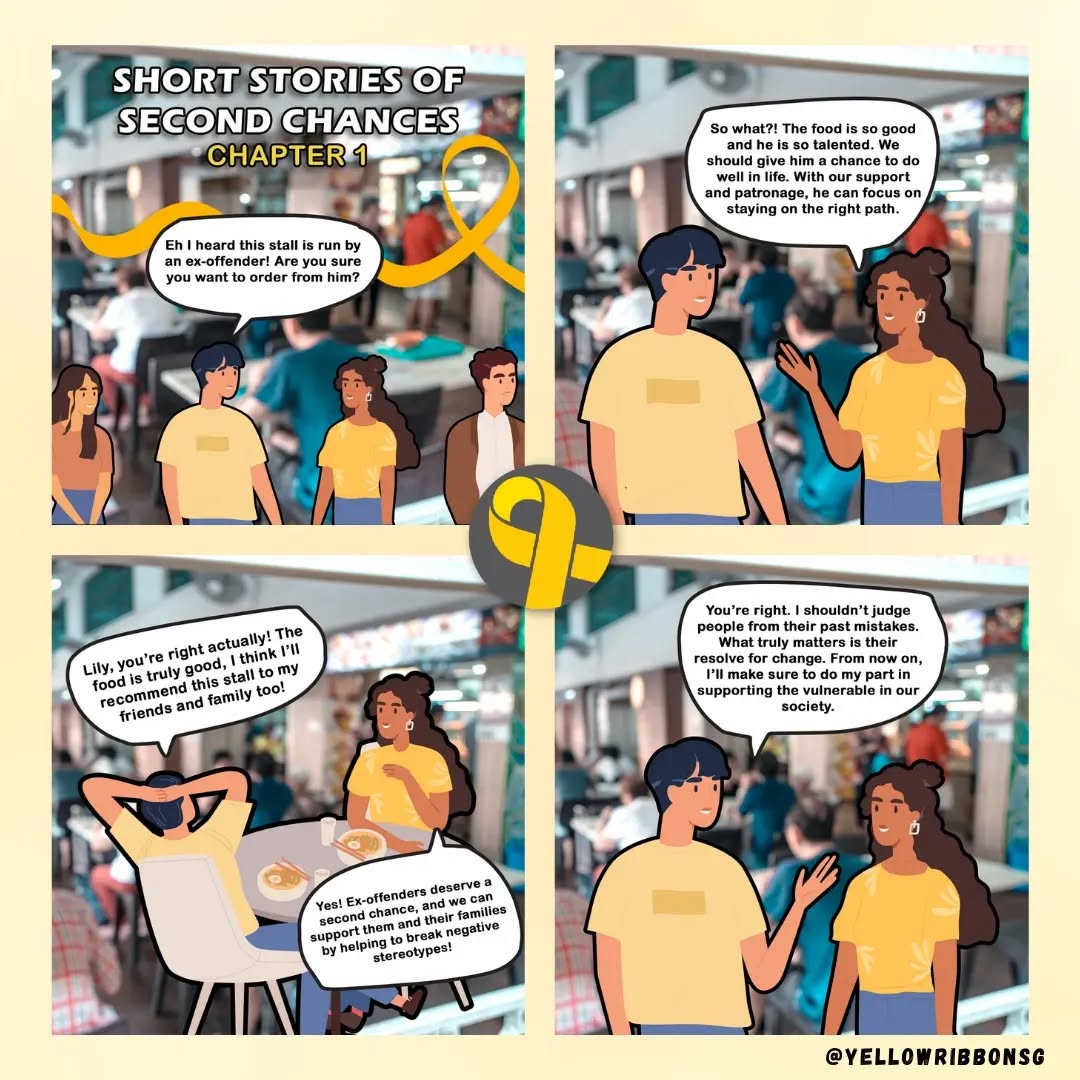 SHORT STORIES OF
SECOND CHANCES
CHAPTER 1
Eh I heard this stall is run by
an ex-offender! Are you sure
you want to order from him?
So what?! The food is so good
and he is so talented. We
should give him a chance to do
well in life. With our support
and patronage, he can focus on
staying on the right path.
Lily, you're right actually! The
food is truly good, I think I'll
recommend this stall to my
friends and family too!
Yes! Ex-offenders deserve a
second chance, and we can
support them and their families
by helping to break negative
stereotypes!
You're right. I shouldn't judge
people from their past mistakes.
What truly matters is their
resolve for change. From now on,
I'll make sure to do my part in
supporting the vulnerable in our
society.
@YELLOWRIBBONSG